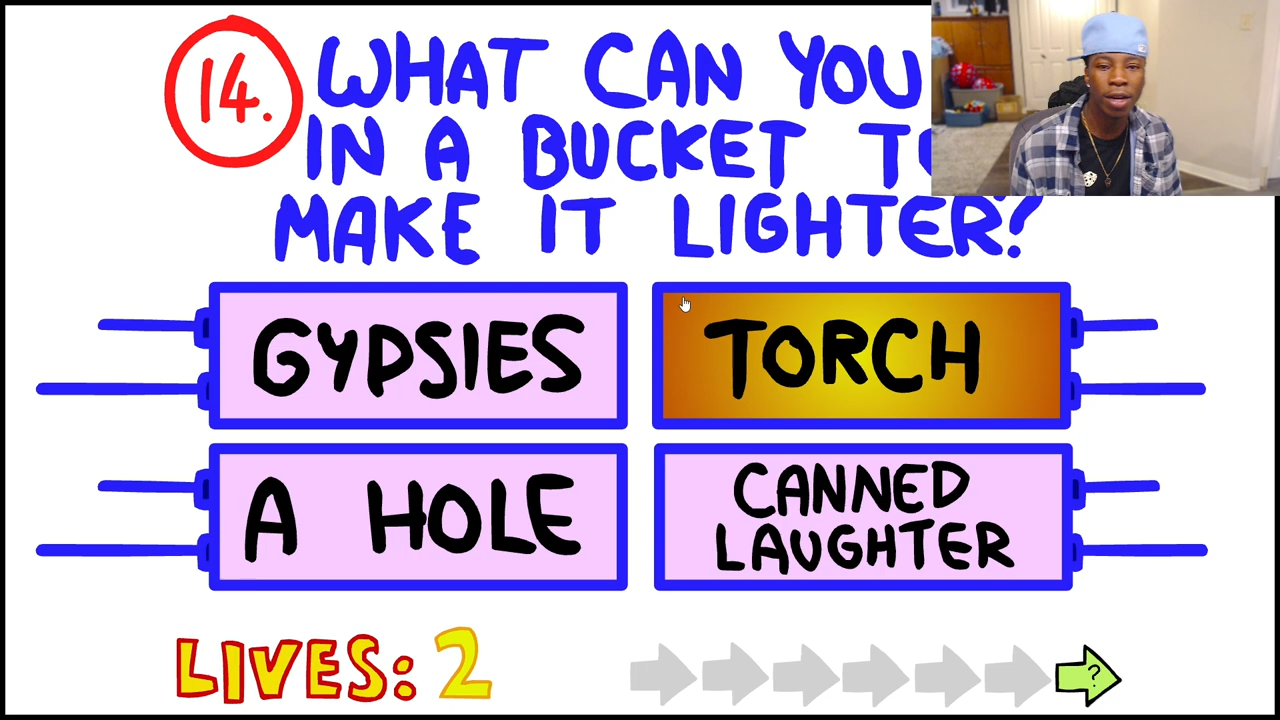 14.
WHAT CAN YOU
IN A BUCKET
MAKE IT LIGHTER?
GYPSIES
TORCH
A HOLE
CANNED
LAUGHTER
LIVES: 2
?